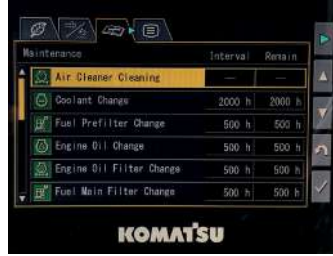 Maintenance Interval Remain
Air Cleaner Cleaning — —
Coolant Change 2000 h 2000 h
Fuel Prefilter Change 500 h 500 h
Engine Oil Change 500 h 500 h
Engine Oil Filter Change 500 h 500 h
Fuel Main Filter Change 500 h 500 h
KOMATSU